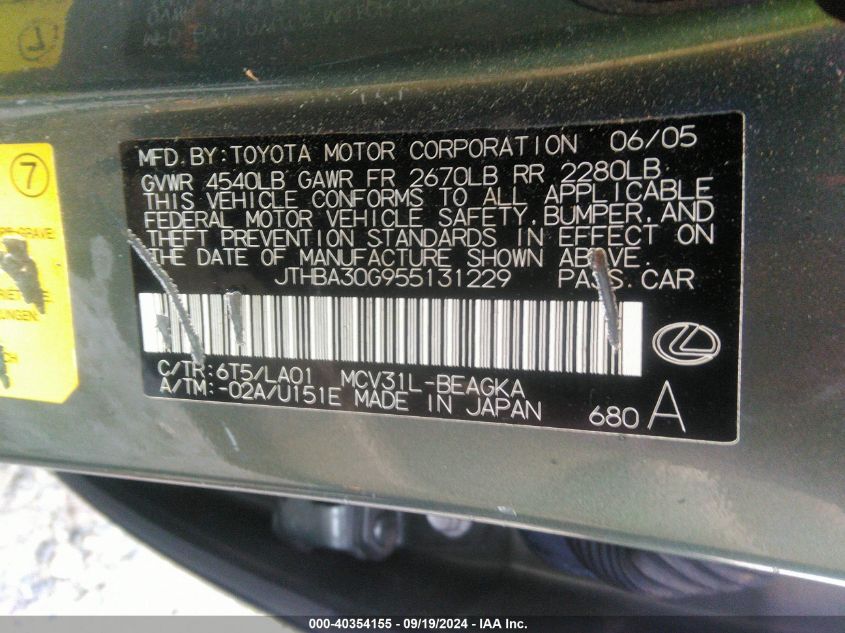 MFD. BY: TOYOTA MOTOR CORPORATION 06/05
GVWR 4540LB GAWR FR 2670LB RR 2280LB
THIS VEHICLE CONFORMS TO ALL APPLICABLE
FEDERAL MOTOR VEHICLE SAFETY, BUMPER, AND
THEFT PREVENTION STANDARDS IN EFFECT ON
THE DATE OF MANUFACTURE SHOWN ABOVE.
JTHBA30G955131229 PASS. CAR
C/TR: 6T5/LA01 MCV31L-BEAGKA
A/TM: -02A/U151E MADE IN JAPAN
680 A
7
000-40354155 - 09/19/2024 - IAA Inc.